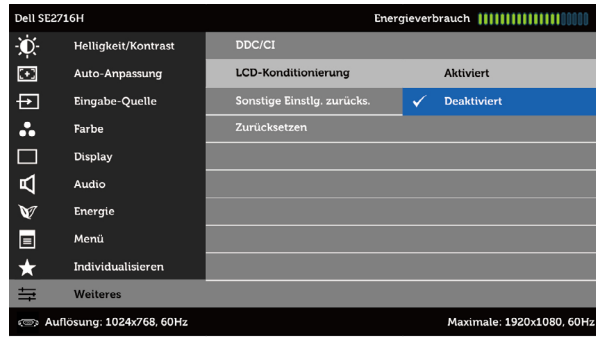 Dell SE2716H Energieverbrauch
Helligkeit/Kontrast DDC/CI
Auto-Anpassung LCD-Konditionierung Aktiviert
Eingabe-Quelle Sonstige Einstlg. zurücks. Deaktiviert
Farbe Zurücksetzen
Display
Audio
Energie
Menü
Individualisieren
Weiteres
Auflösung: 1024x768, 60Hz Maximale: 1920x1080, 60Hz